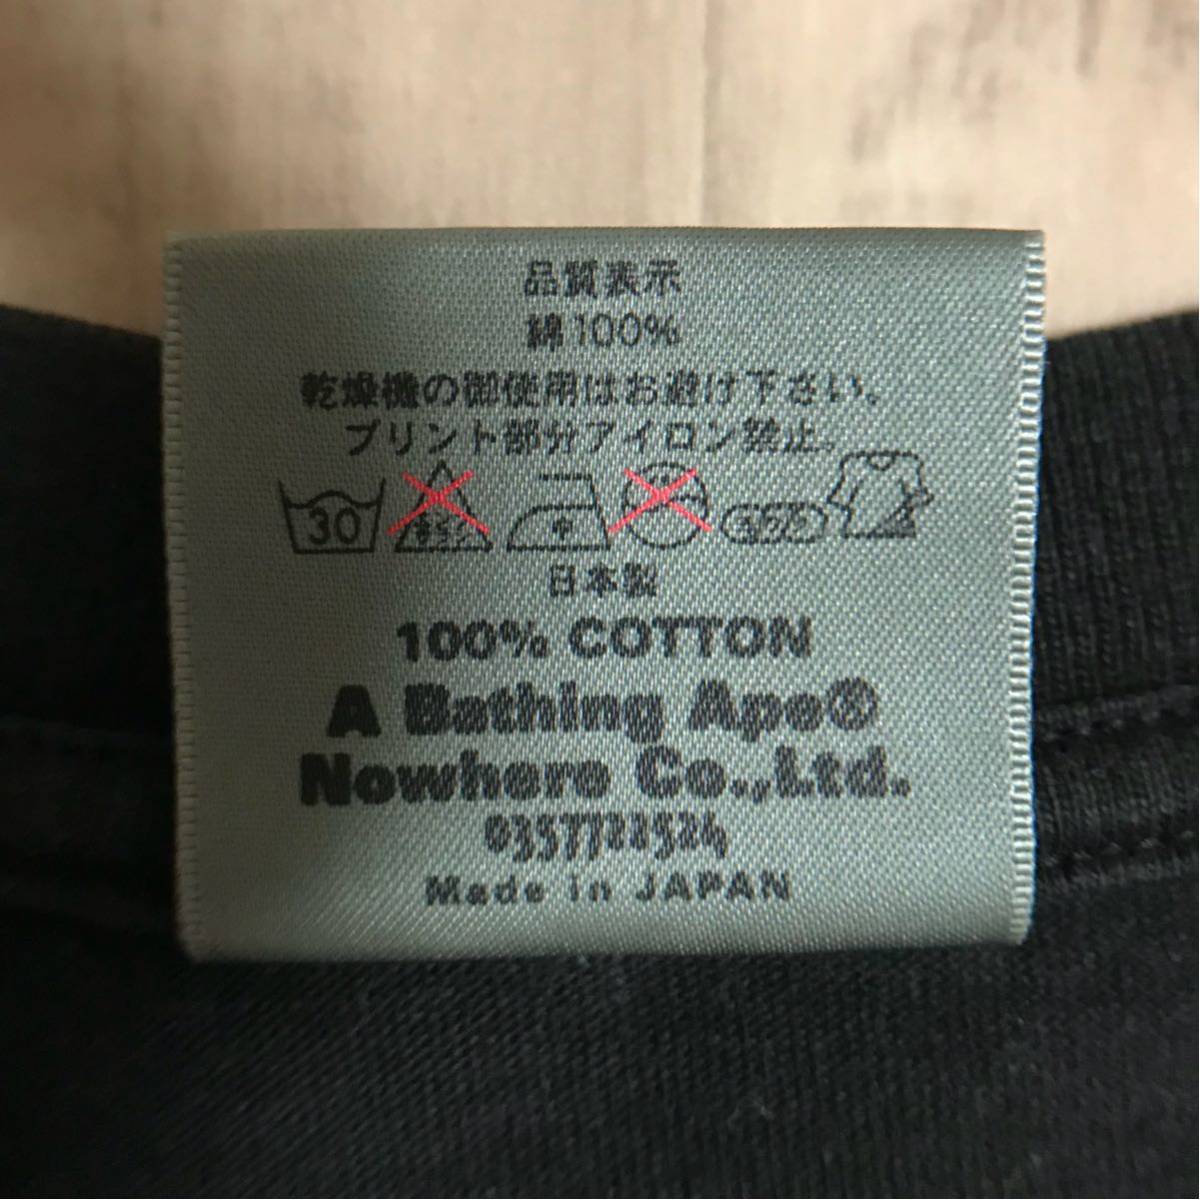 品質表示
綿100%
乾燥機の御使用はお避け下さい。
プリント部分アイロン禁止。
30
日本製
100% COTTON
A Bathing Ape®
Nowhere Co.,Ltd.
0357722524
Made in JAPAN